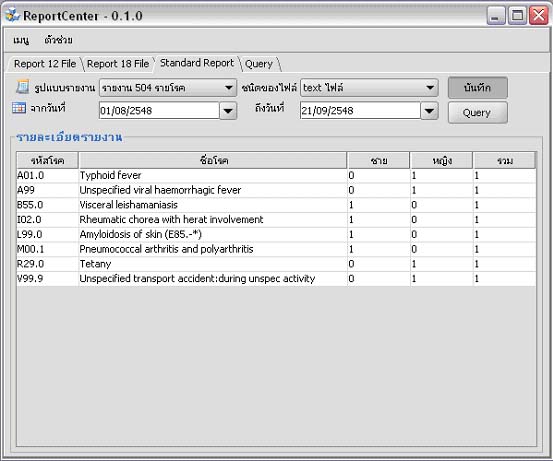 ReportCenter - 0.1.0
เมนู ตัวช่วย
Report 12 File Report 18 File Standard Report Query
รูปแบบรายงาน รายงาน 504 รายโรค ชนิดของไฟล์ text ไฟล์ บันทึก
จากวันที่ 01/08/2548 ถึงวันที่ 21/09/2548 Query
รายละเอียดรายงาน
รหัสโรค ชื่อโรค ชาย หญิง รวม
A01.0 Typhoid fever 0 1 1
A99 Unspecified viral haemorrhagic fever 0 1 1
B55.0 Visceral leishamaniasis 1 0 1
I02.0 Rheumatic chorea with herat involvement 1 0 1
L99.0 Amyloidosis of skin (E85.-*) 1 0 1
M00.1 Pneumococcal arthritis and polyarthritis 1 0 1
R29.0 Tetany 0 1 1
V99.9 Unspecified transport accident:during unspec activity 0 1 1